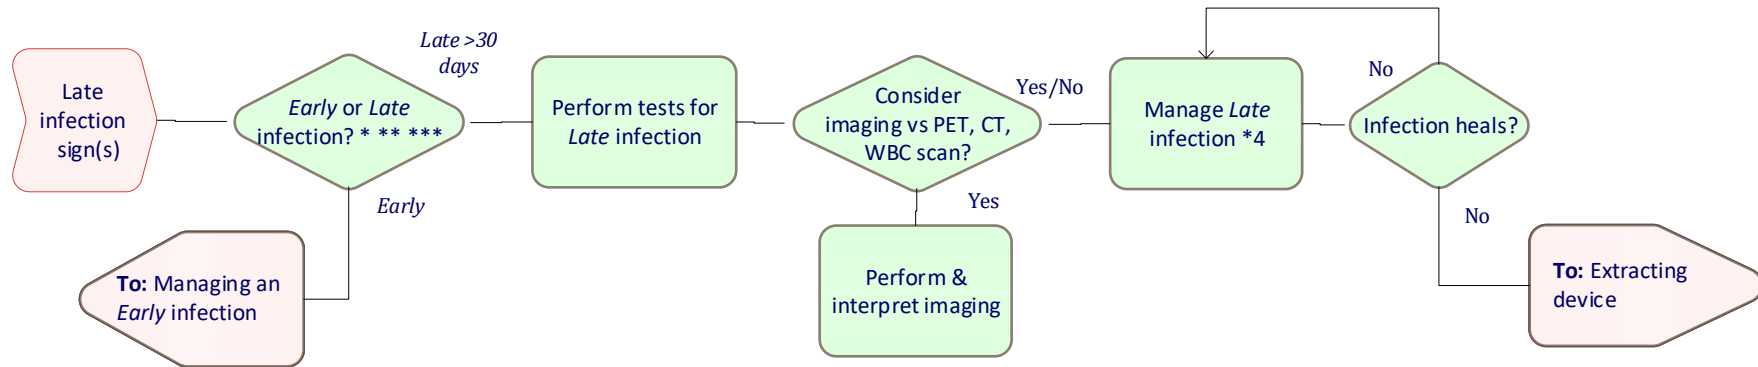 Late
infection
sign(s)
Early or Late
infection? * ** ***
Late >30
days
Early
To: Managing an
Early infection
Perform tests for
Late infection
Consider
imaging vs PET, CT,
WBC scan?
Yes/No
Yes
Perform &
interpret imaging
Manage Late
infection *4
No
Infection heals?
No
To: Extracting
device